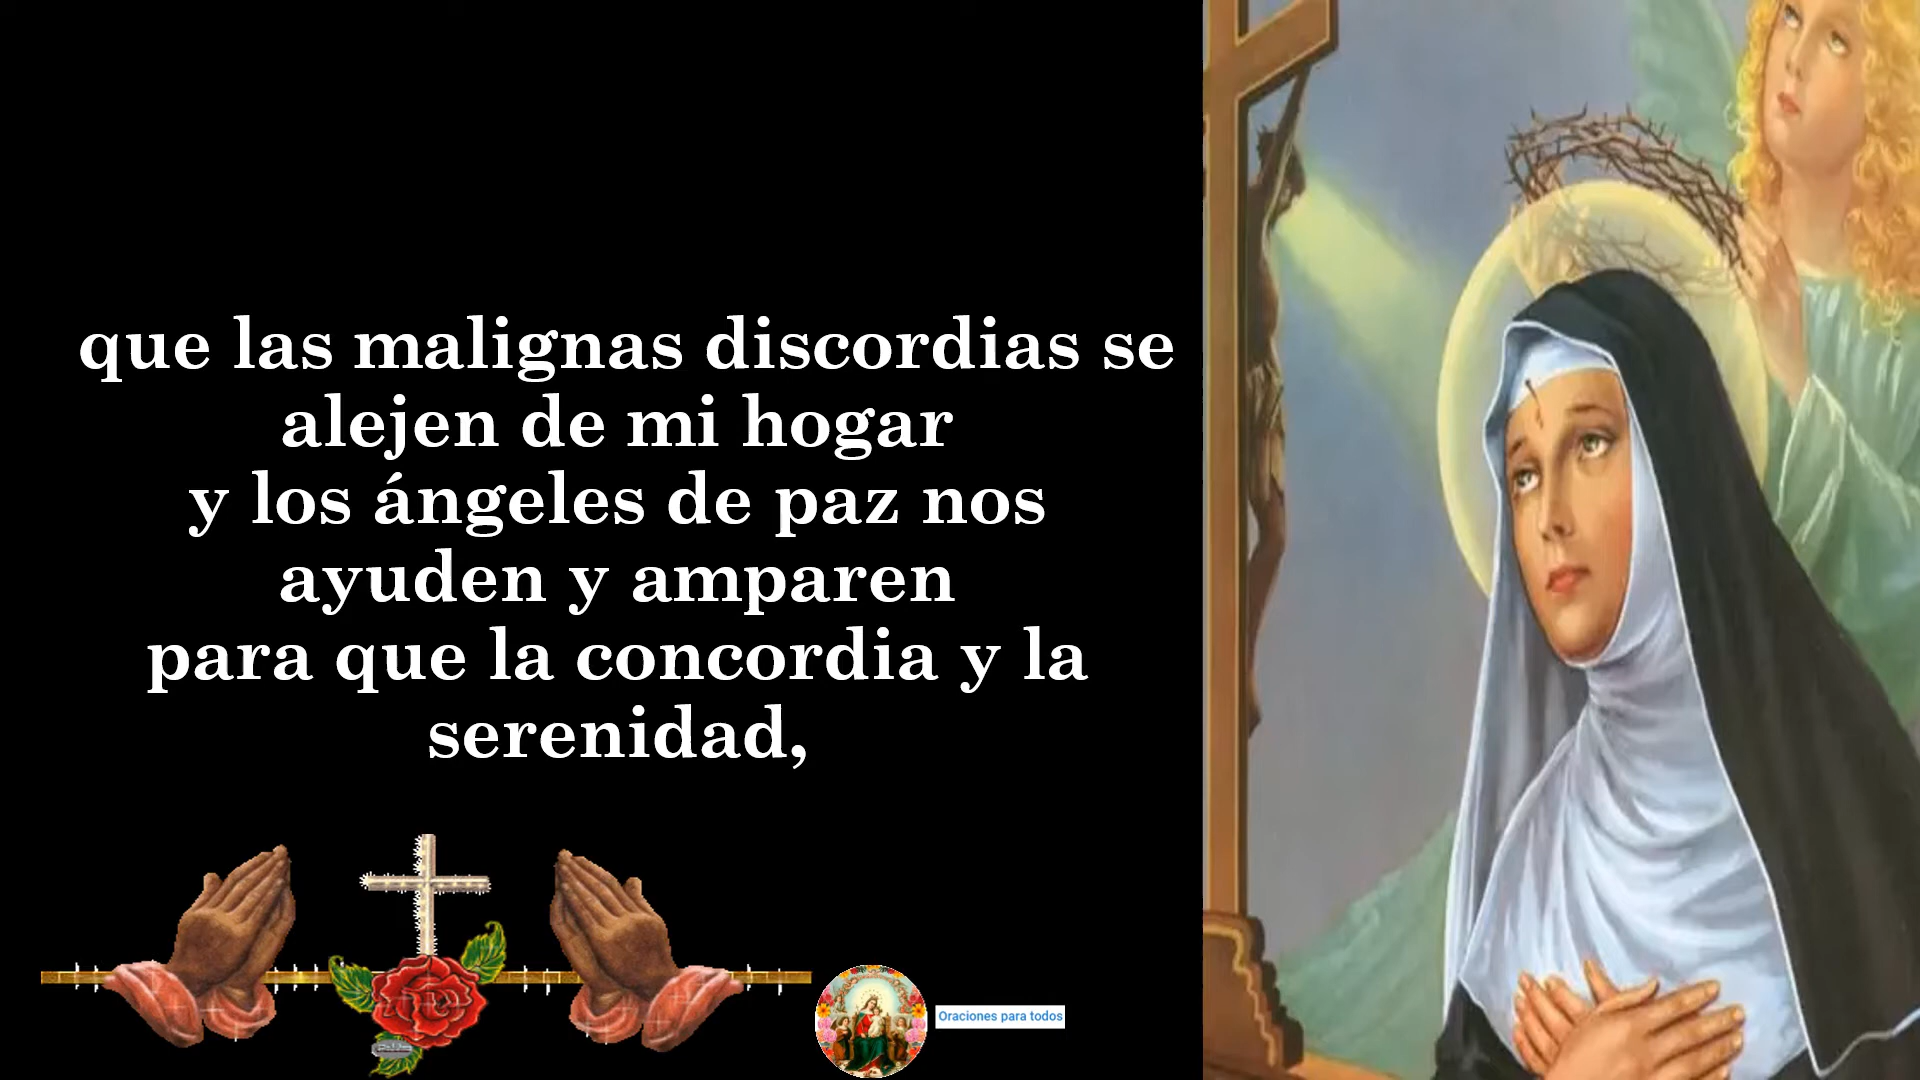 que las malignas discordias se
alejen de mi hogar
y los ángeles de paz nos
ayuden y amparen
para que la concordia y la
serenidad,
Oraciones para todos